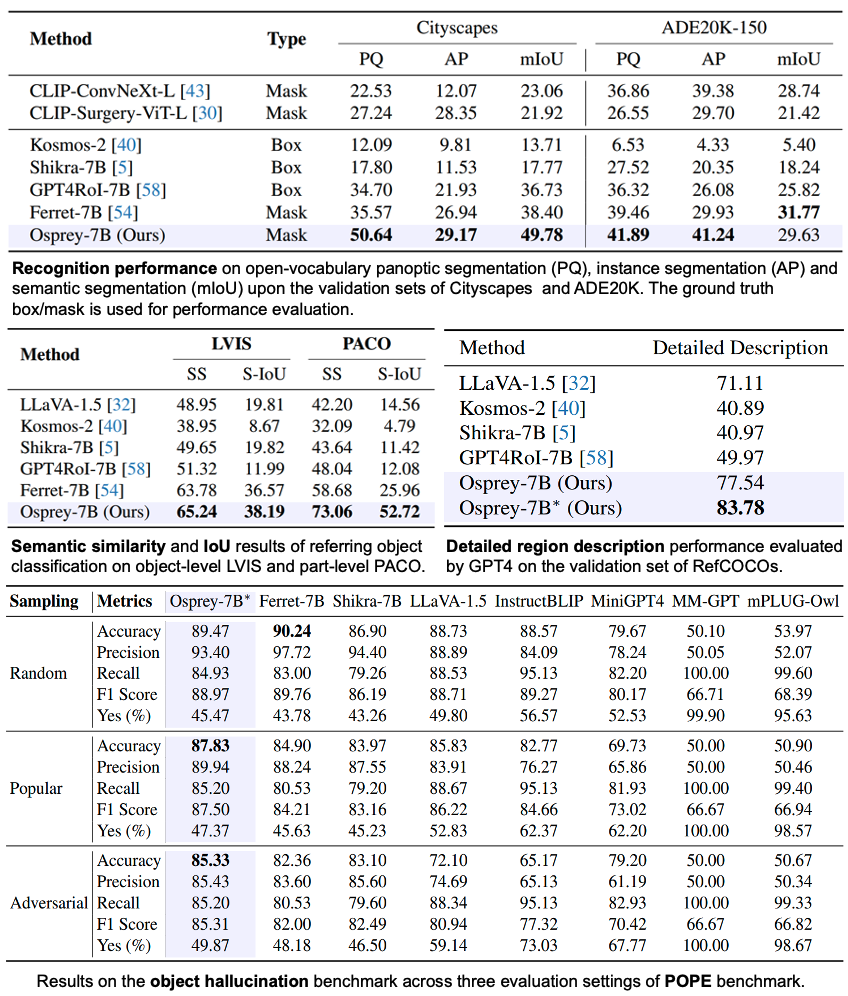 Method Type Cityscapes ADE20K-150
PQ AP mIoU PQ AP mIoU
CLIP-ConvNeXt-L [43] Mask 22.53 12.07 23.06 36.86 39.38 28.74
CLIP-Surgery-ViT-L [30] Mask 27.24 28.35 21.92 26.55 29.70 21.42
Kosmos-2 [40] Box 12.09 9.81 13.71 6.53 4.33 5.40
Shikra-7B [5] Box 17.80 11.53 17.77 27.52 20.35 18.24
GPT4RoI-7B [58] Box 34.70 21.93 36.73 36.32 26.08 25.82
Ferret-7B [54] Mask 35.57 26.94 38.40 39.46 29.93 31.77
Osprey-7B (Ours) Mask 50.64 29.17 49.78 41.89 41.24 29.63
Recognition performance on open-vocabulary panoptic segmentation (PQ), instance segmentation (AP) and
semantic segmentation (mIoU) upon the validation sets of Cityscapes and ADE20K. The ground truth
box/mask is used for performance evaluation.
Method LVIS PACO
SS S-IoU SS S-IoU
LLaVA-1.5 [32] 48.95 19.81 42.20 14.56
Kosmos-2 [40] 38.95 8.67 32.09 4.79
Shikra-7B [5] 49.65 19.82 43.64 11.42
GPT4RoI-7B [58] 51.32 11.99 48.04 12.08
Ferret-7B [54] 63.78 36.57 58.68 25.96
Osprey-7B (Ours) 65.24 38.19 73.06 52.72
Semantic similarity and IoU results of referring object
classification on object-level LVIS and part-level PACO.
Method Detailed Description
LLaVA-1.5 [32] 71.11
Kosmos-2 [40] 40.89
Shikra-7B [5] 40.97
GPT4RoI-7B [58] 49.97
Osprey-7B (Ours) 77.54
Osprey-7B* (Ours) 83.78
Detailed region description performance evaluated
by GPT4 on the validation set of RefCOCOs.
Sampling Metrics Osprey-7B* Ferret-7B Shikra-7B LLaVA-1.5 InstructBLIP MiniGPT4 MM-GPT mPLUG-Owl
Accuracy 89.47 90.24 86.90 88.73 88.57 79.67 50.10 53.97
Precision 93.40 97.72 94.40 88.89 84.09 78.24 50.05 52.07
Random Recall 84.93 83.00 79.26 88.53 95.13 82.20 100.00 99.60
F1 Score 88.97 89.76 86.19 88.71 89.27 80.17 66.71 68.39
Yes (%) 45.47 43.78 43.26 49.80 56.57 52.53 99.90 95.63
Accuracy 87.83 84.90 83.97 85.83 82.77 69.73 50.00 50.90
Precision 89.94 88.24 87.55 83.91 76.27 65.86 50.00 50.46
Popular Recall 85.20 80.53 79.20 88.67 95.13 81.93 100.00 99.40
F1 Score 87.50 84.21 83.16 86.22 84.66 73.02 66.67 66.94
Yes (%) 47.37 45.63 45.23 52.83 62.37 62.20 100.00 98.57
Accuracy 85.33 82.36 83.10 72.10 65.17 79.20 50.00 50.67
Precision 85.43 83.60 85.60 74.69 65.13 61.19 50.00 50.34
Adversarial Recall 85.20 80.53 79.60 88.34 95.13 82.93 100.00 99.33
F1 Score 85.31 82.00 82.49 80.94 77.32 70.42 66.67 66.82
Yes (%) 49.87 48.18 46.50 59.14 73.03 67.77 100.00 98.67
Results on the object hallucination benchmark across three evaluation settings of POPE benchmark.